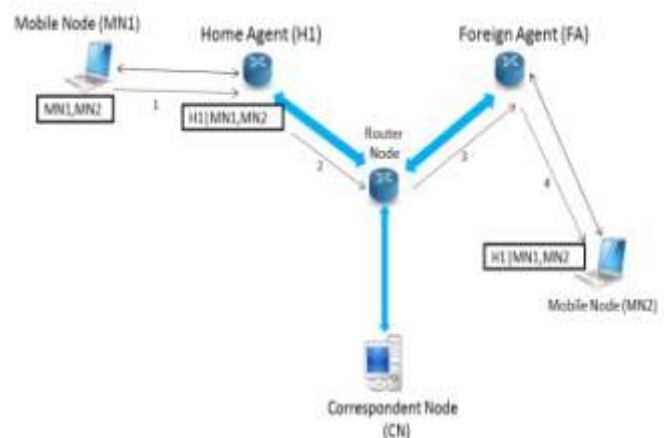 Mobile Node (MN1)
Home Agent (H1)
Foreign Agent (FA)
MN1,MN2
1
H1|MN1,MN2
Router
Node
2
3
4
H1|MN1,MN2
Mobile Node (MN2)
Correspondent Node
(CN)